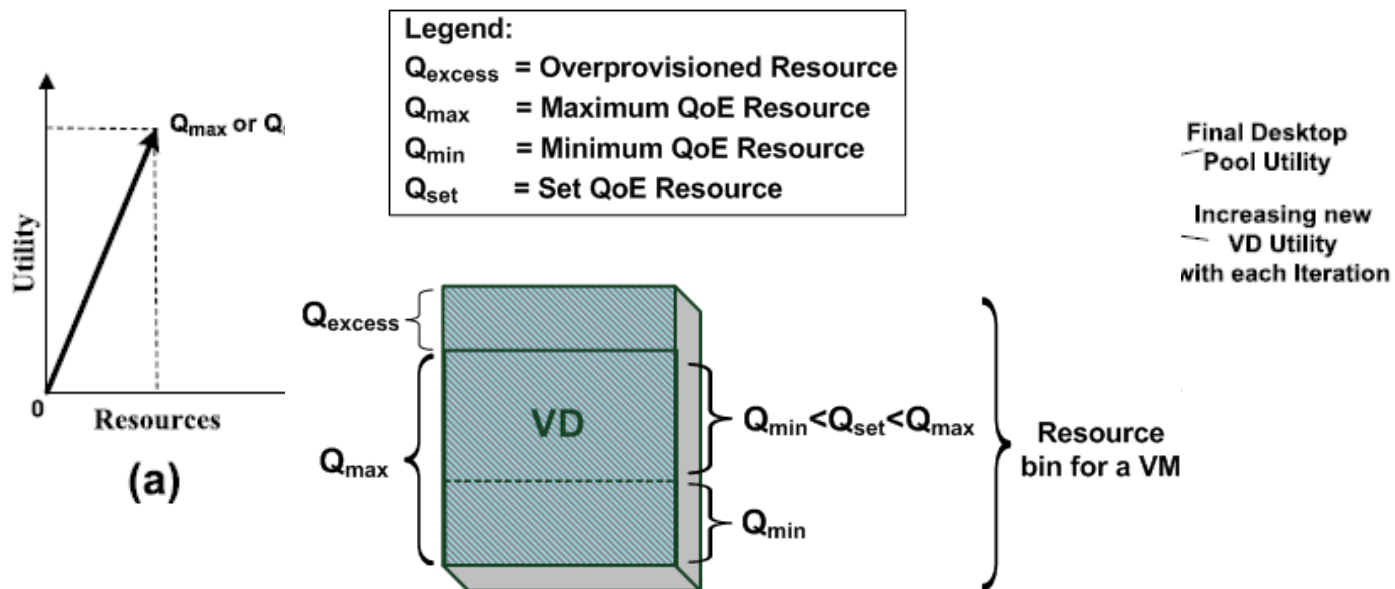 Legend:
Q_excess = Overprovisioned Resource
Q_max = Maximum QoE Resource
Q_min = Minimum QoE Resource
Q_set = Set QoE Resource
Q_max or Q
Utility
0
Resources
(a)
Final Desktop
Pool Utility
Increasing new
VD Utility
with each Iteration
Q_excess
Q_max
VD
Q_min<Q_set<Q_max
Q_min
Resource
bin for a VM